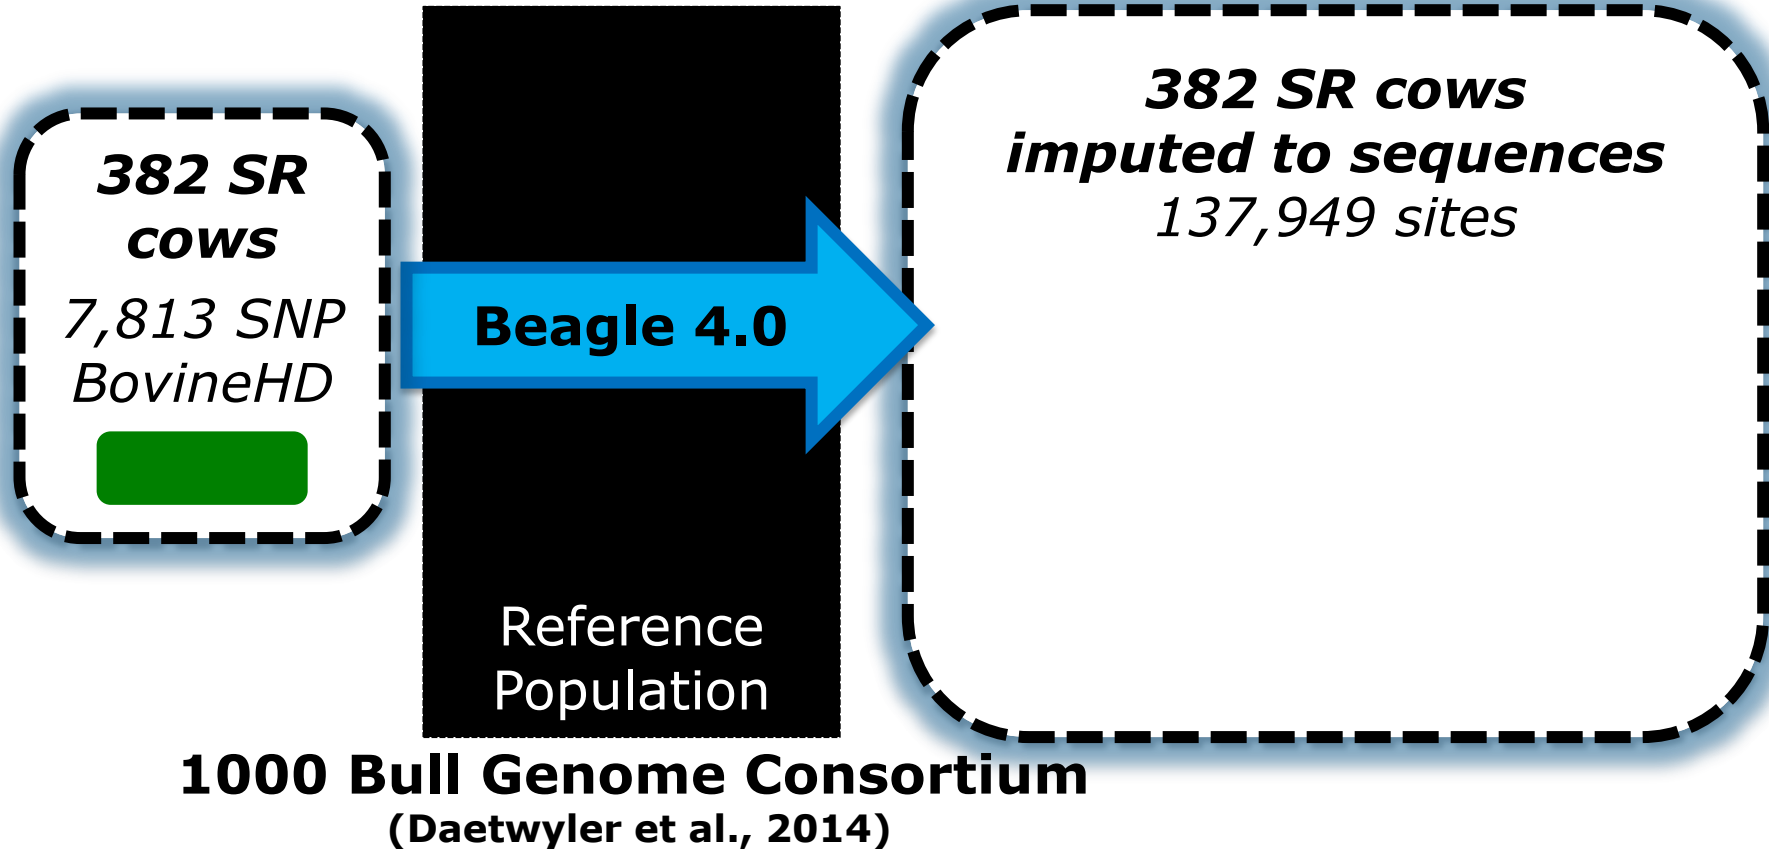 382 SR
cows
7,813 SNP
BovineHD
Beagle 4.0
Reference
Population
382 SR cows
imputed to sequences
137,949 sites
1000 Bull Genome Consortium
(Daetwyler et al., 2014)